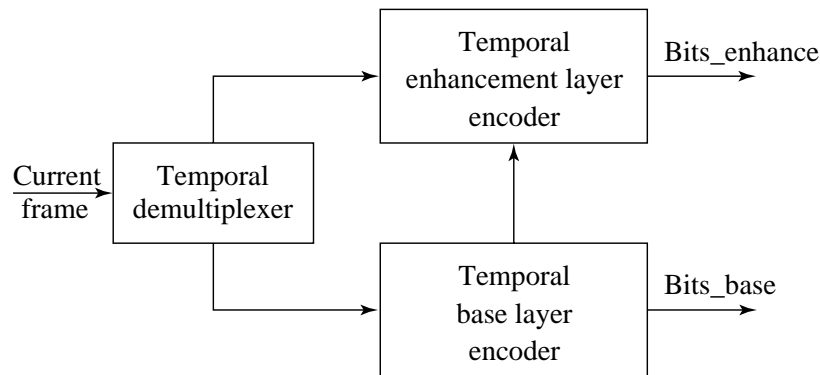 Temporal
enhancement layer
encoder
Bits_enhance
Current
frame
Temporal
demultiplexer
Temporal
base layer
encoder
Bits_base